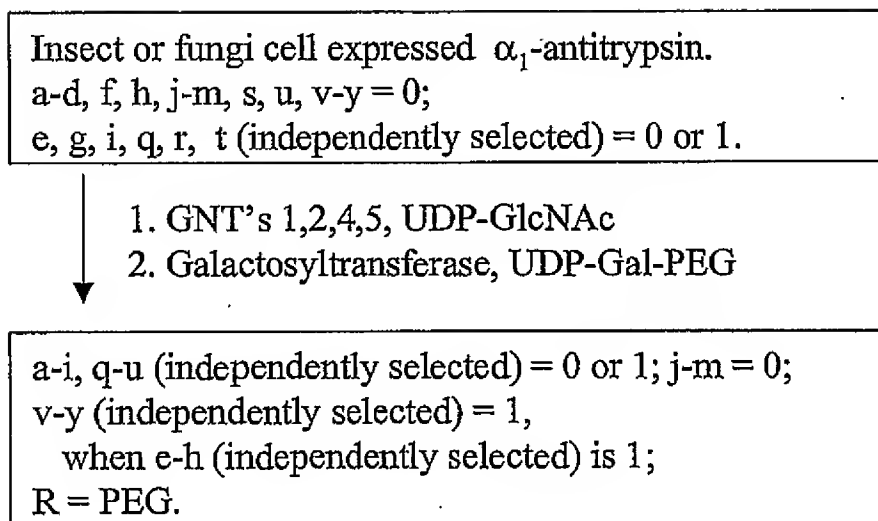 Insect or fungi cell expressed α₁-antitrypsin.
a-d, f, h, j-m, s, u, v-y = 0;
e, g, i, q, r, t (independently selected) = 0 or 1.
1. GNT's 1,2,4,5, UDP-GlcNAc
2. Galactosyltransferase, UDP-Gal-PEG
a-i, q-u (independently selected) = 0 or 1; j-m = 0;
v-y (independently selected) = 1,
when e-h (independently selected) is 1;
R = PEG.